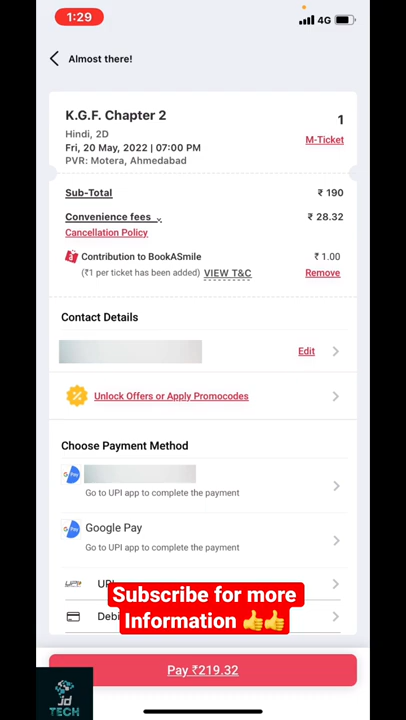 1:29
4G
Almost there!
K.G.F. Chapter 2
1
Hindi, 2D
M-Ticket
Fri, 20 May, 2022 | 07:00 PM
PVR: Motera, Ahmedabad
Sub-Total
₹ 190
Convenience fees
₹ 28.32
Cancellation Policy
Contribution to BookASmile
₹ 1.00
(₹1 per ticket has been added) VIEW T&C
Remove
Contact Details
Edit
Unlock Offers or Apply Promocodes
Choose Payment Method
G Pay
Go to UPI app to complete the payment
G Pay
Google Pay
Go to UPI app to complete the payment
UPI
Subscribe for more
Information 👍👍
Pay ₹219.32
jd
TECH